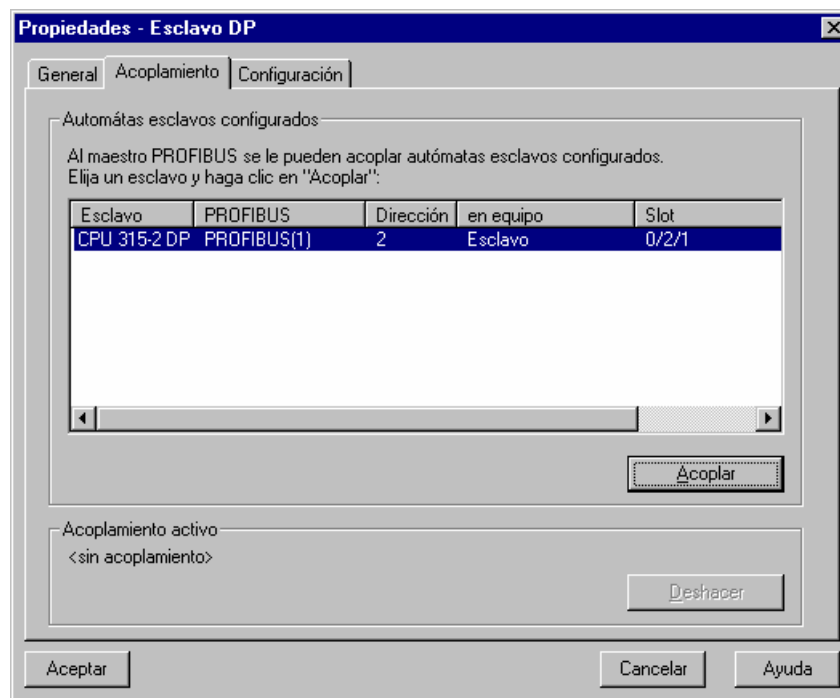 Propiedades - Esclavo DP
General Acoplamiento Configuración
Automátas esclavos configurados
Al maestro PROFIBUS se le pueden acoplar autómatas esclavos configurados.
Elija un esclavo y haga clic en "Acoplar":
Esclavo PROFIBUS Dirección en equipo Slot
CPU 315-2 DP PROFIBUS(1) 2 Esclavo 0/2/1
Acoplar
Acoplamiento activo
<sin acoplamiento>
Deshacer
Aceptar Cancelar Ayuda